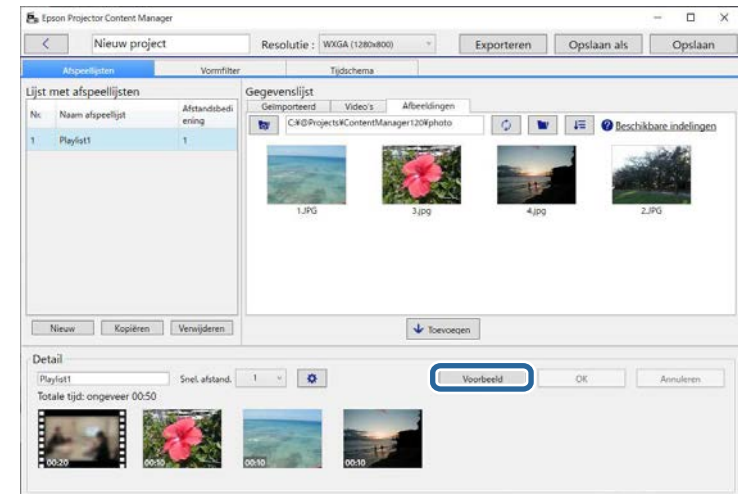 Epson Projector Content Manager
Nieuw project
Resolutie : WXGA (1280x800)
Exporteren
Opslaan als
Opslaan
Afspeellijsten
Vormfilter
Tijdschema
Lijst met afspeellijsten
Nr. Naam afspeellijst Afstandsbedi
ening
1 Playlist1 1
Nieuw
Kopiëren
Verwijderen
Gegevenslijst
Geïmporteerd
Video's
Afbeeldingen
C:¥@Projects¥ContentManager120¥photo
Beschikbare indelingen
1.JPG
3.jpg
4.jpg
2.JPG
Toevoegen
Detail
Playlist1
Snel. afstand. 1
Voorbeeld
OK
Annuleren
Totale tijd: ongeveer 00:50
00:20
00:10
00:10
00:10